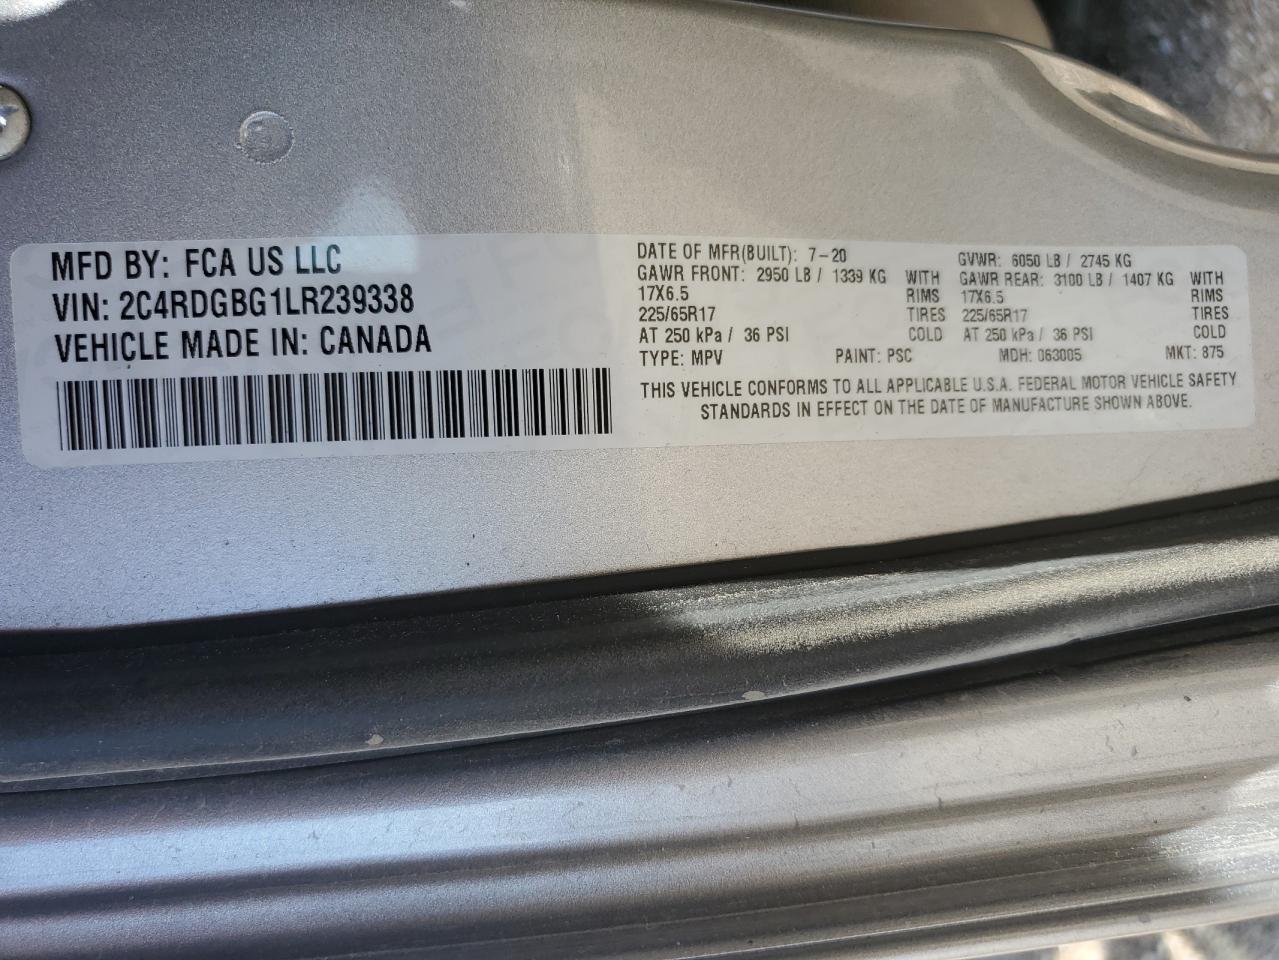 MFD BY: FCA US LLC
VIN: 2C4RDGBG1LR239338
VEHICLE MADE IN: CANADA
DATE OF MFR(BUILT): 7-20 GVWR: 6050 LB / 2745 KG
GAWR FRONT: 2950 LB / 1339 KG WITH GAWR REAR: 3100 LB / 1407 KG WITH
17X6.5 RIMS 17X6.5 RIMS
225/65R17 TIRES 225/65R17 TIRES
AT 250 kPa / 36 PSI COLD AT 250 kPa / 36 PSI COLD
TYPE: MPV PAINT: PSC MDH: 063005 MKT: 875
THIS VEHICLE CONFORMS TO ALL APPLICABLE U.S.A. FEDERAL MOTOR VEHICLE SAFETY
STANDARDS IN EFFECT ON THE DATE OF MANUFACTURE SHOWN ABOVE.